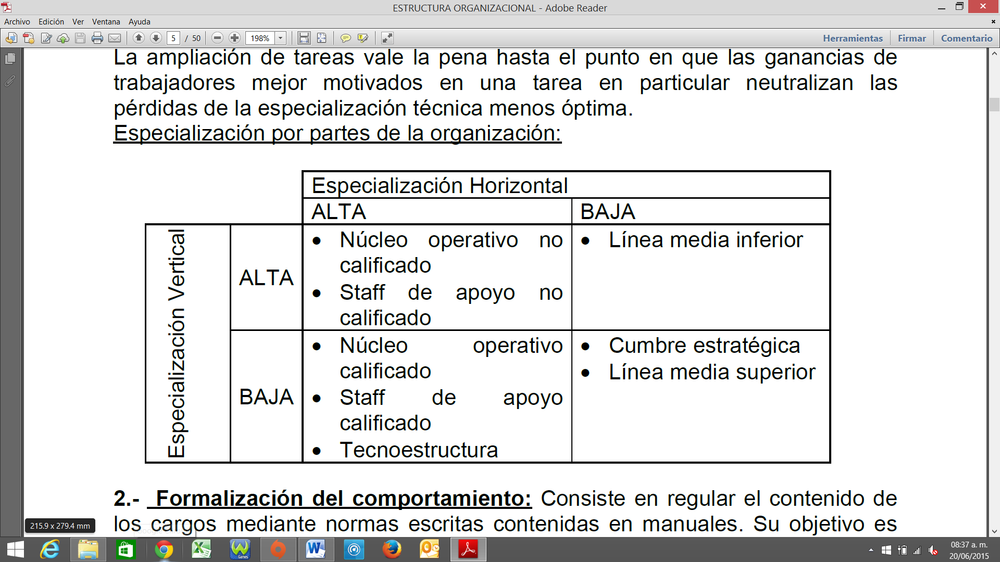 ESTRUCTURA ORGANIZACIONAL - Adobe Reader
Archivo Edición Ver Ventana Ayuda
5 / 50 198% Herramientas Firmar Comentario
La ampliación de tareas vale la pena hasta el punto en que las ganancias de
trabajadores mejor motivados en una tarea en particular neutralizan las
pérdidas de la especialización técnica menos óptima.
Especialización por partes de la organización:
Especialización Horizontal
ALTA BAJA
Especialización Vertical
ALTA
• Núcleo operativo no
calificado
• Staff de apoyo no
calificado
• Línea media inferior
BAJA
• Núcleo operativo
calificado
• Staff de apoyo
calificado
• Tecnoestructura
• Cumbre estratégica
• Línea media superior
2.- Formalización del comportamiento: Consiste en regular el contenido de
los cargos mediante normas escritas contenidas en manuales. Su objetivo es
215.9 x 279.4 mm
Games
08:37 a. m.
20/06/2015